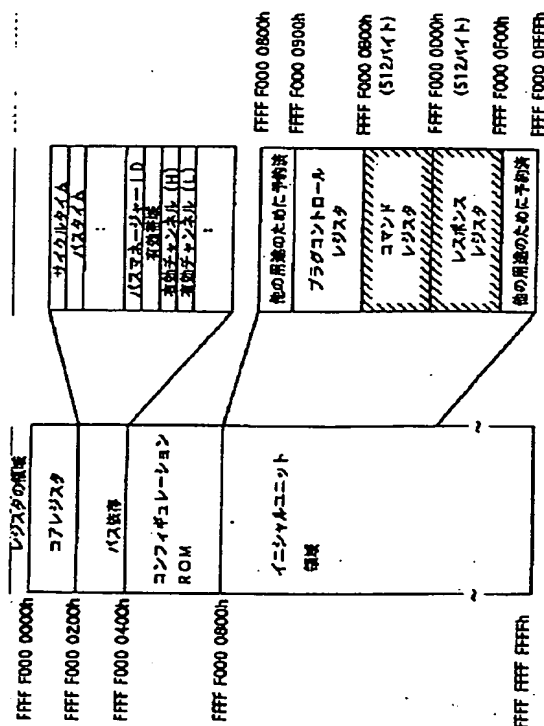 レジスタの領域
FFFF F000 0000h
コアレジスタ
FFFF F000 0200h
バス依存
FFFF F000 0400h
コンフィギュレーション
ROM
FFFF F000 0800h
イニシャルユニット
領域
FFFF FFFF FFFFh
サイクルタイム
バスタイム
:
バスマネージャーID
有効帯域
有効チャンネル (H)
有効チャンネル (L)
:
FFFF F000 0800h
他の用途のために予約済
FFFF F000 0900h
プラグコントロール
レジスタ
FFFF F000 0B00h
(512バイト)
コマンド
レジスタ
FFFF F000 0D00h
(512バイト)
レスポンス
レジスタ
FFFF F000 0F00h
他の用途のために予約済
FFFF F000 0FFFh